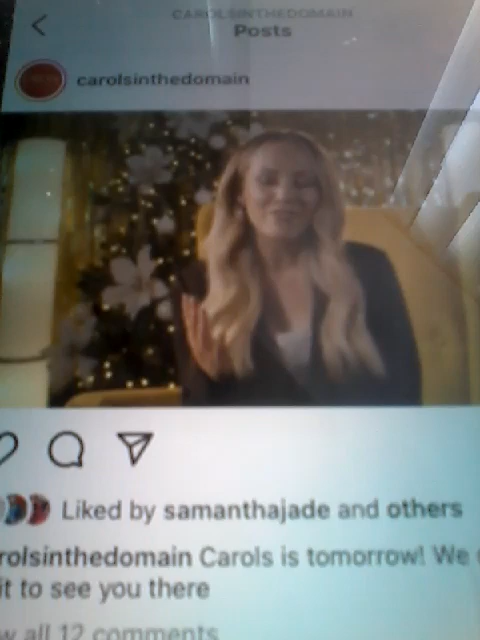 CAROLSINTHEDOMAIN
Posts
carolsinthedomain
Liked by samanthajade and others
rolsinthedomain Carols is tomorrow! We
it to see you there
w all 12 comments